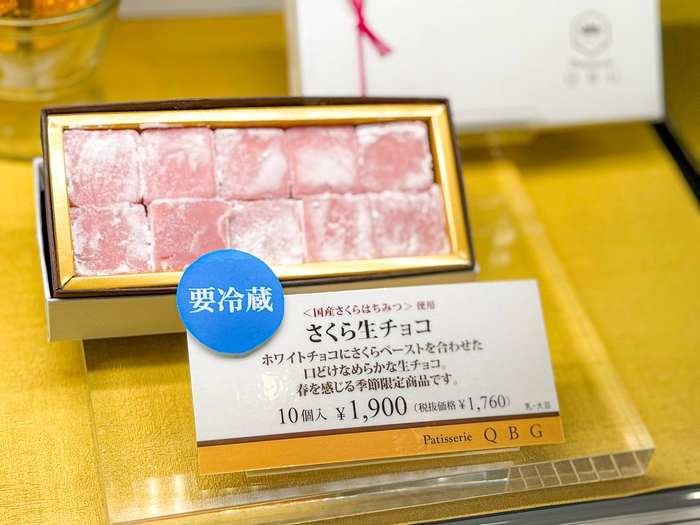 QBG
要冷蔵
＜国産さくらはちみつ＞使用
さくら生チョコ
ホワイトチョコにさくらペーストを合わせた
口どけなめらかな生チョコ。
春を感じる季節限定商品です。
10個入 ¥1,900（税抜価格¥1,760） 乳・大豆
Patisserie QBG